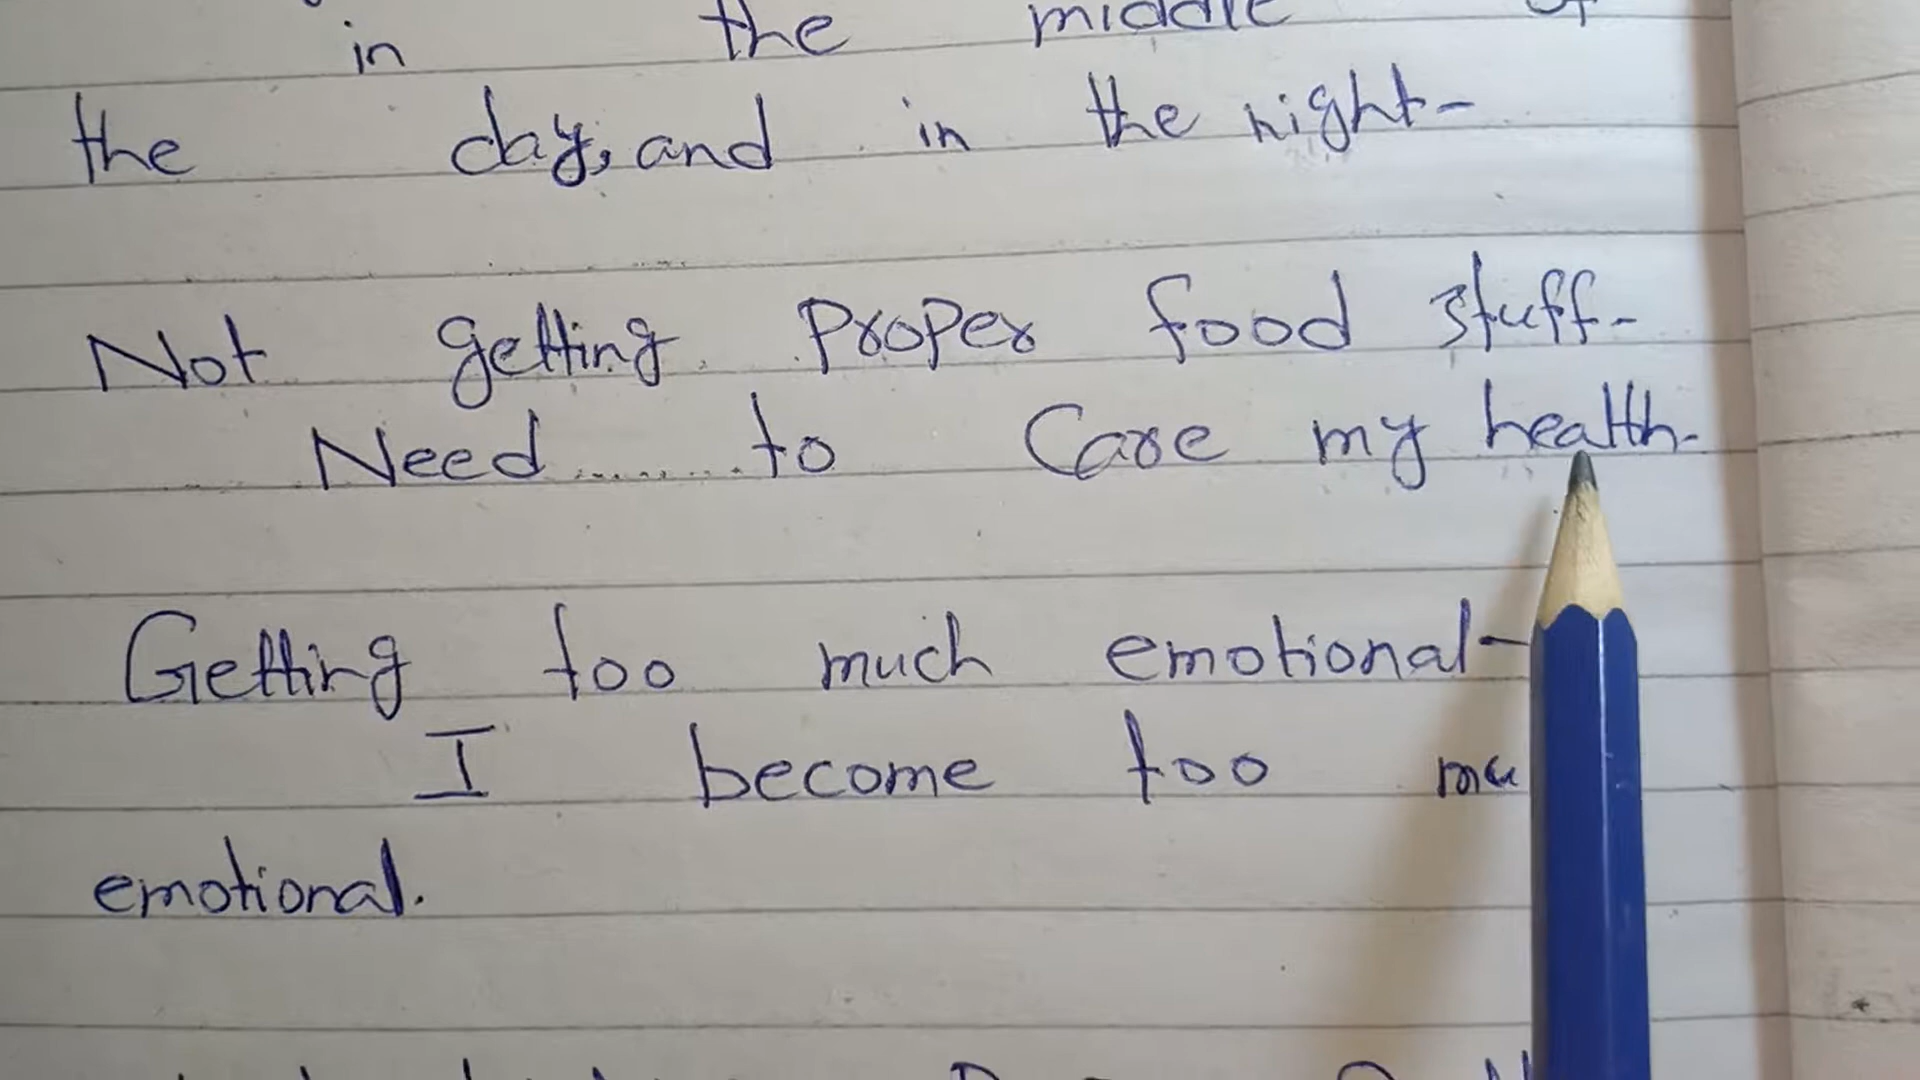 in the middle of
the day, and in the night-
Not getting Proper food stuff-
Need to Care my health-
Getting too much emotional-
I become too
emotional.